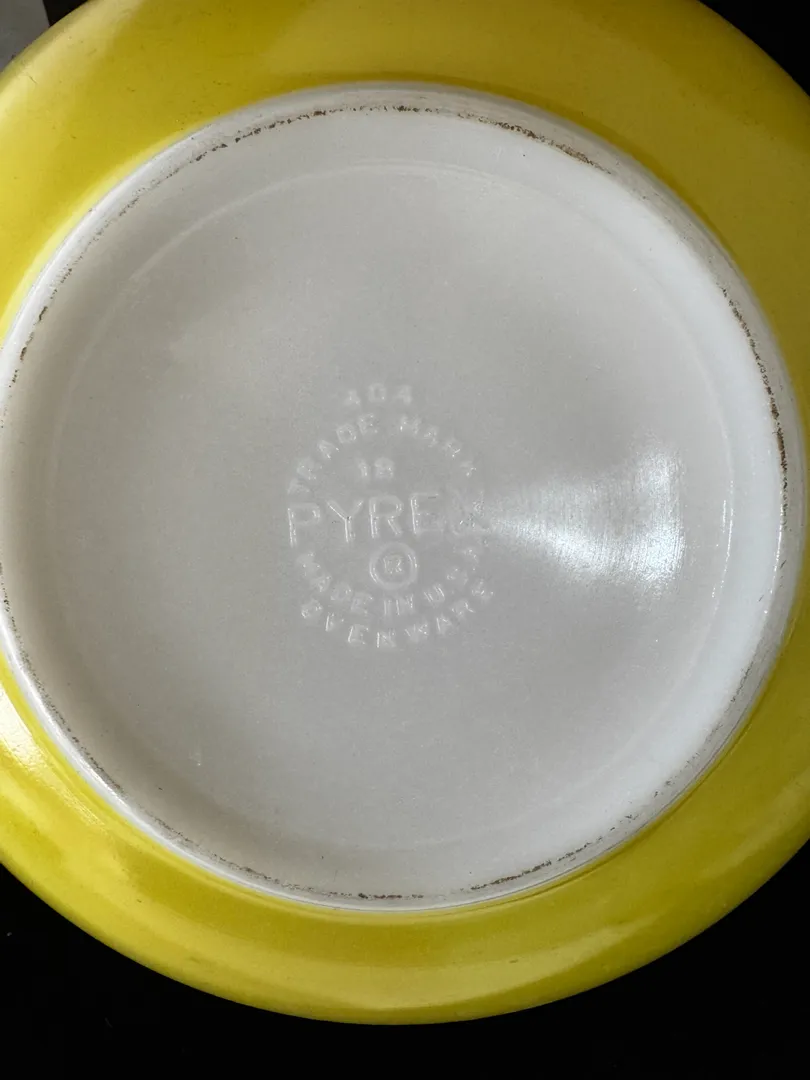 404
TRADE MARK
18
PYREX
®
MADE IN U.S.A.
OVENWARE